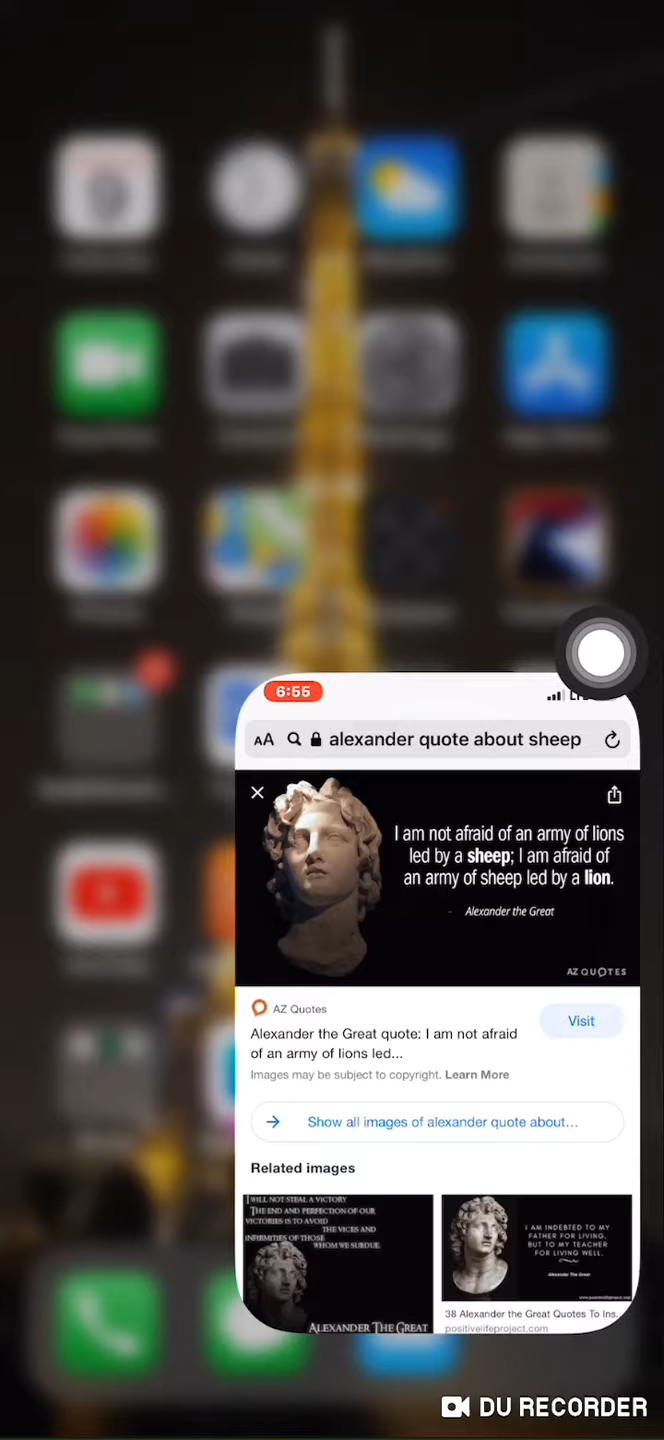 6:55
AA alexander quote about sheep
I am not afraid of an army of lions
led by a sheep; I am afraid of
an army of sheep led by a lion.
- Alexander the Great
AZ QUOTES
AZ Quotes
Visit
Alexander the Great quote: I am not afraid
of an army of lions led...
Images may be subject to copyright. Learn More
Show all images of alexander quote about...
Related images
I WILL NOT STEAL A VICTORY
THE END AND PERFECTION OF OUR
VICTORIES IS TO AVOID
THE VICES AND
INFIRMITIES OF THOSE
WHOM WE SUBDUE
ALEXANDER THE GREAT
I AM INDEBTED TO MY
FATHER FOR LIVING,
BUT TO MY TEACHER
FOR LIVING WELL.
Alexander The Great
www.positivelifeproject.com
38 Alexander the Great Quotes To Ins.
positivelifeproject.com
DU RECORDER